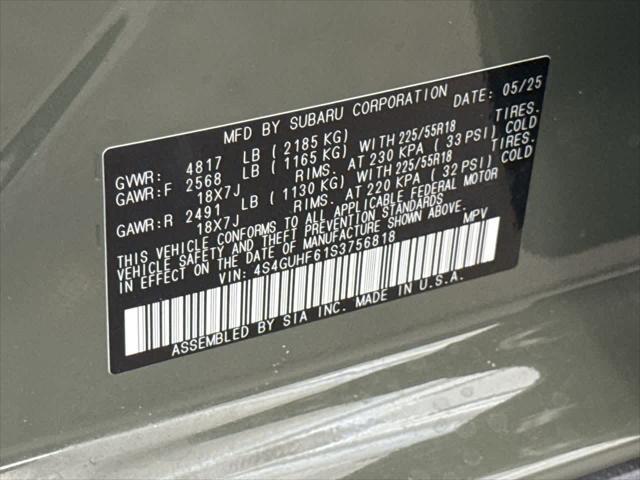 MFD BY SUBARU CORPORATION DATE: 05/25
GVWR: 4817 LB ( 2185 KG)
GAWR:F 2568 LB ( 1165 KG) WITH 225/55R18 TIRES.
18X7J RIMS. AT 230 KPA ( 33 PSI) COLD
GAWR:R 2491 LB ( 1130 KG) WITH 225/55R18 TIRES.
18X7J RIMS. AT 220 KPA ( 32 PSI) COLD
THIS VEHICLE CONFORMS TO ALL APPLICABLE FEDERAL MOTOR
VEHICLE SAFETY AND THEFT PREVENTION STANDARDS
IN EFFECT ON THE DATE OF MANUFACTURE SHOWN ABOVE.
VIN: 4S4GUHF61S3756818 MPV
ASSEMBLED BY SIA INC. MADE IN U.S.A.